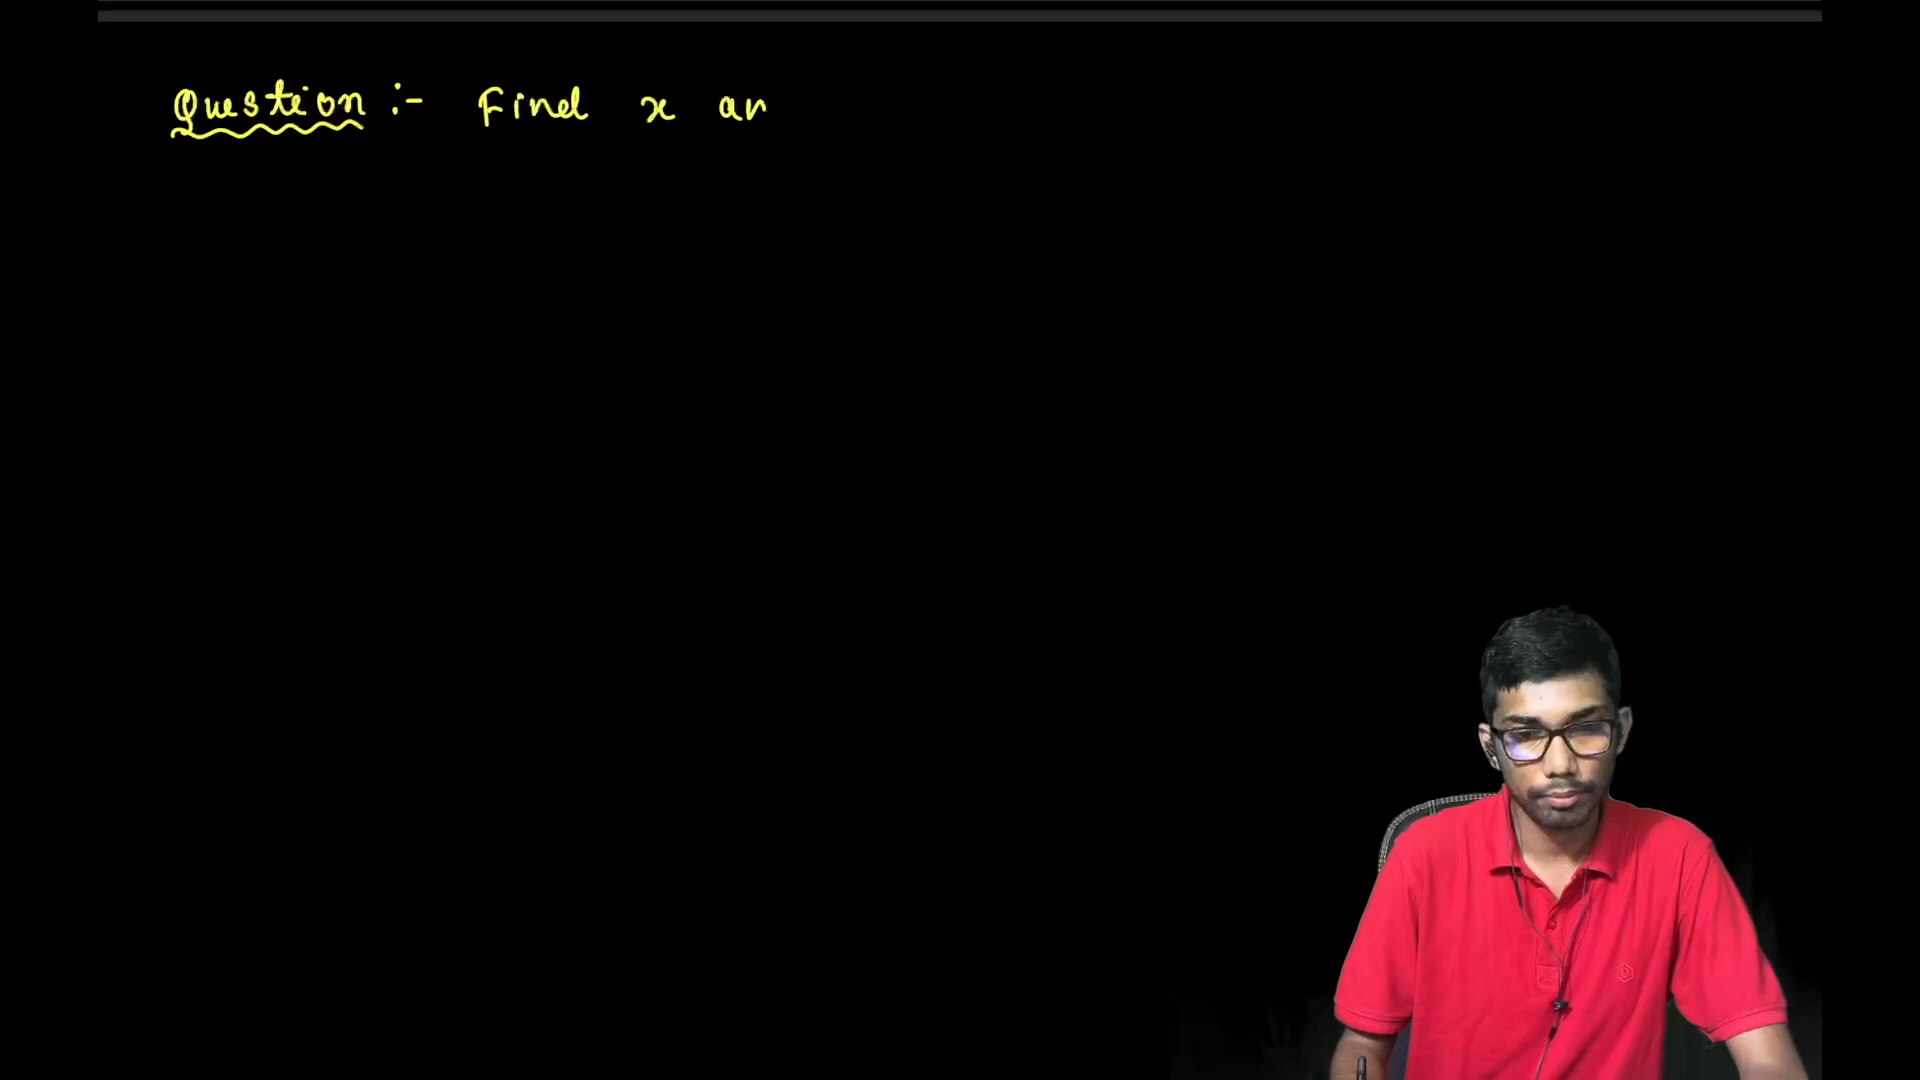 Question :- Find x an